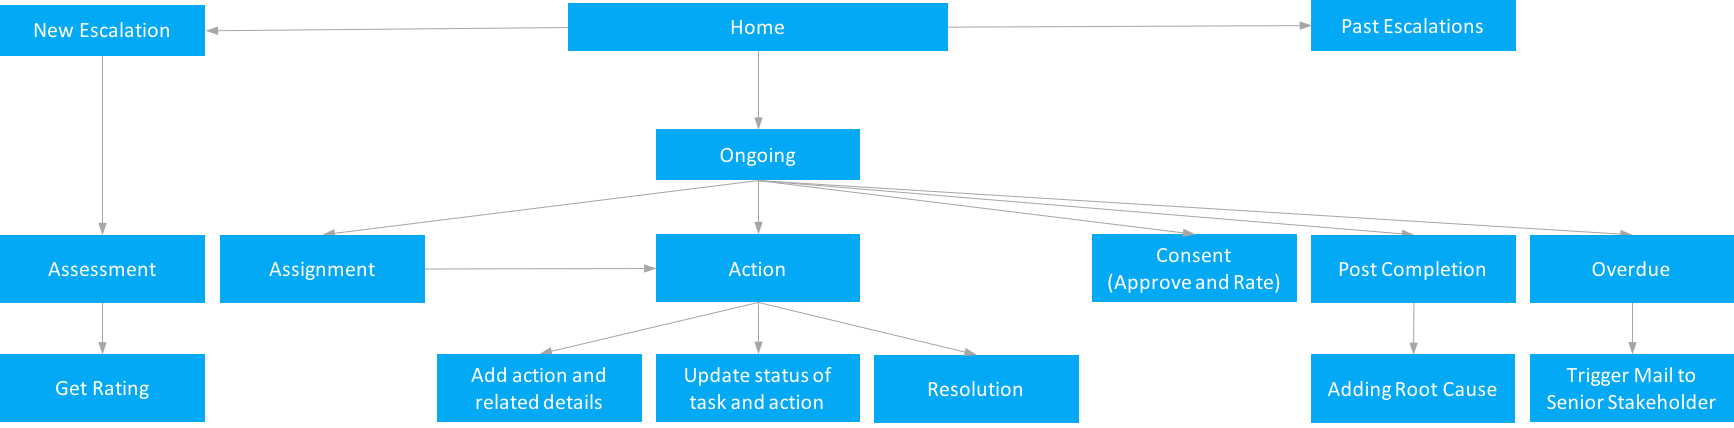 New Escalation
Home
Past Escalations
Ongoing
Assessment
Assignment
Action
Consent
(Approve and Rate)
Post Completion
Overdue
Get Rating
Add action and
related details
Update status of
task and action
Resolution
Adding Root Cause
Trigger Mail to
Senior Stakeholder